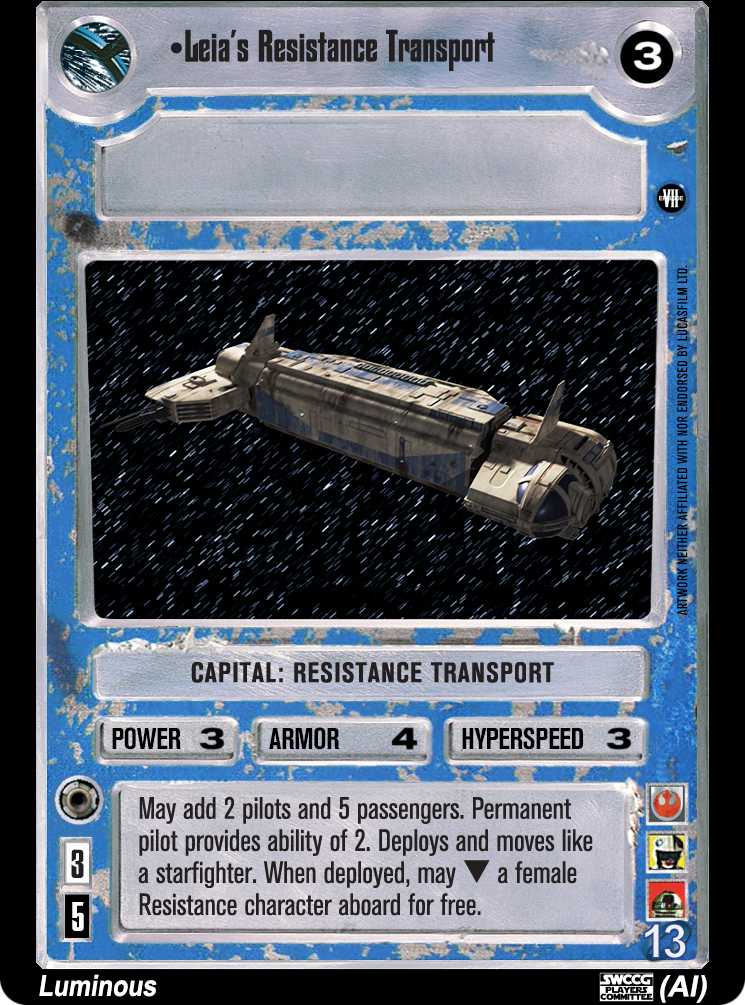 •Leia's Resistance Transport
3
EPISODE
VII
ARTWORK NEITHER AFFILIATED WITH NOR ENDORSED BY LUCASFILM LTD.
CAPITAL: RESISTANCE TRANSPORT
POWER 3 ARMOR 4 HYPERSPEED 3
May add 2 pilots and 5 passengers. Permanent
pilot provides ability of 2. Deploys and moves like
a starfighter. When deployed, may ▼ a female
Resistance character aboard for free.
3
5
13
Luminous
SWCCG
PLAYERS
COMMITTEE
(AI)